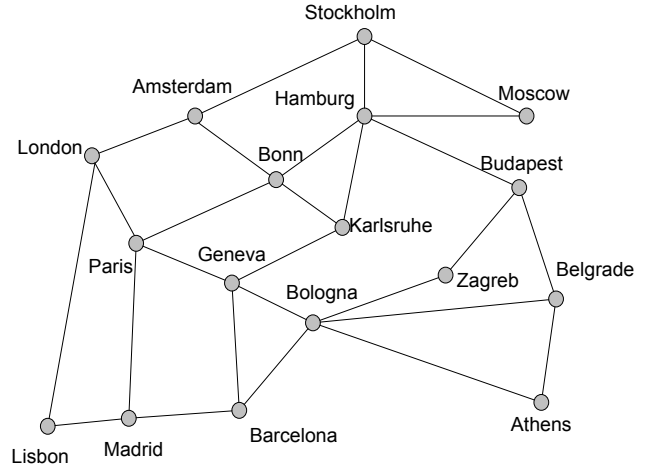 Stockholm
Amsterdam
Hamburg
Moscow
London
Bonn
Budapest
Karlsruhe
Paris
Geneva
Bologna
Zagreb
Belgrade
Lisbon
Madrid
Barcelona
Athens